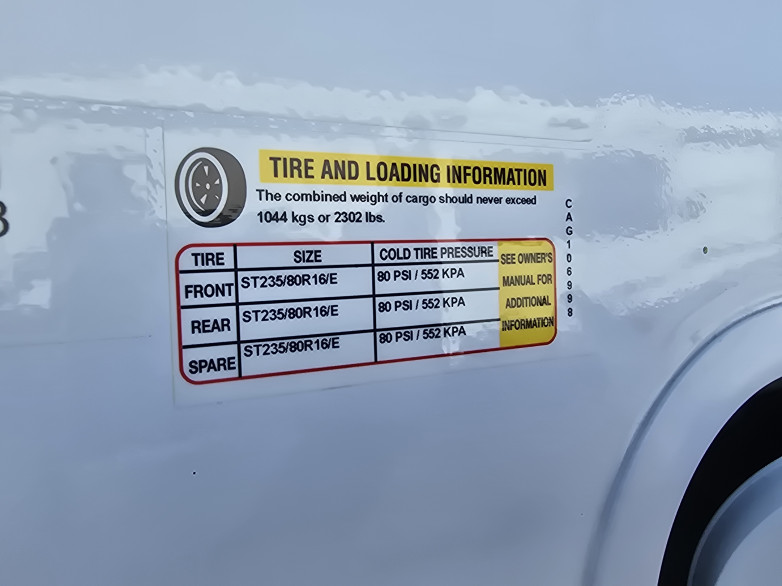 TIRE AND LOADING INFORMATION
The combined weight of cargo should never exceed
1044 kgs or 2302 lbs.
TIRE SIZE COLD TIRE PRESSURE
FRONT ST235/80R16/E 80 PSI / 552 KPA
REAR ST235/80R16/E 80 PSI / 552 KPA
SPARE ST235/80R16/E 80 PSI / 552 KPA
SEE OWNER'S
MANUAL FOR
ADDITIONAL
INFORMATION
CAG106998